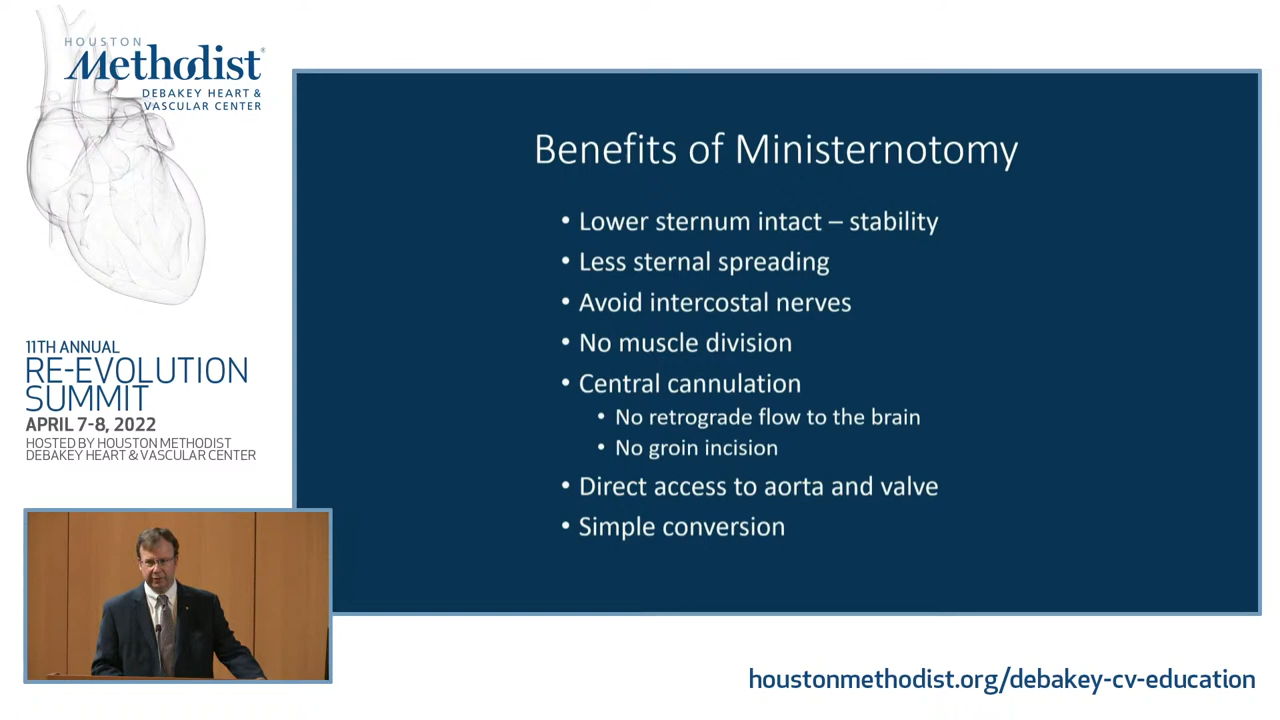 HOUSTON
Methodist®
DEBAKEY HEART &
VASCULAR CENTER
11TH ANNUAL
RE-EVOLUTION
SUMMIT
APRIL 7-8, 2022
HOSTED BY HOUSTON METHODIST
DEBAKEY HEART & VASCULAR CENTER
Benefits of Ministernotomy
• Lower sternum intact – stability
• Less sternal spreading
• Avoid intercostal nerves
• No muscle division
• Central cannulation
• No retrograde flow to the brain
• No groin incision
• Direct access to aorta and valve
• Simple conversion
houstonmethodist.org/debakey-cv-education